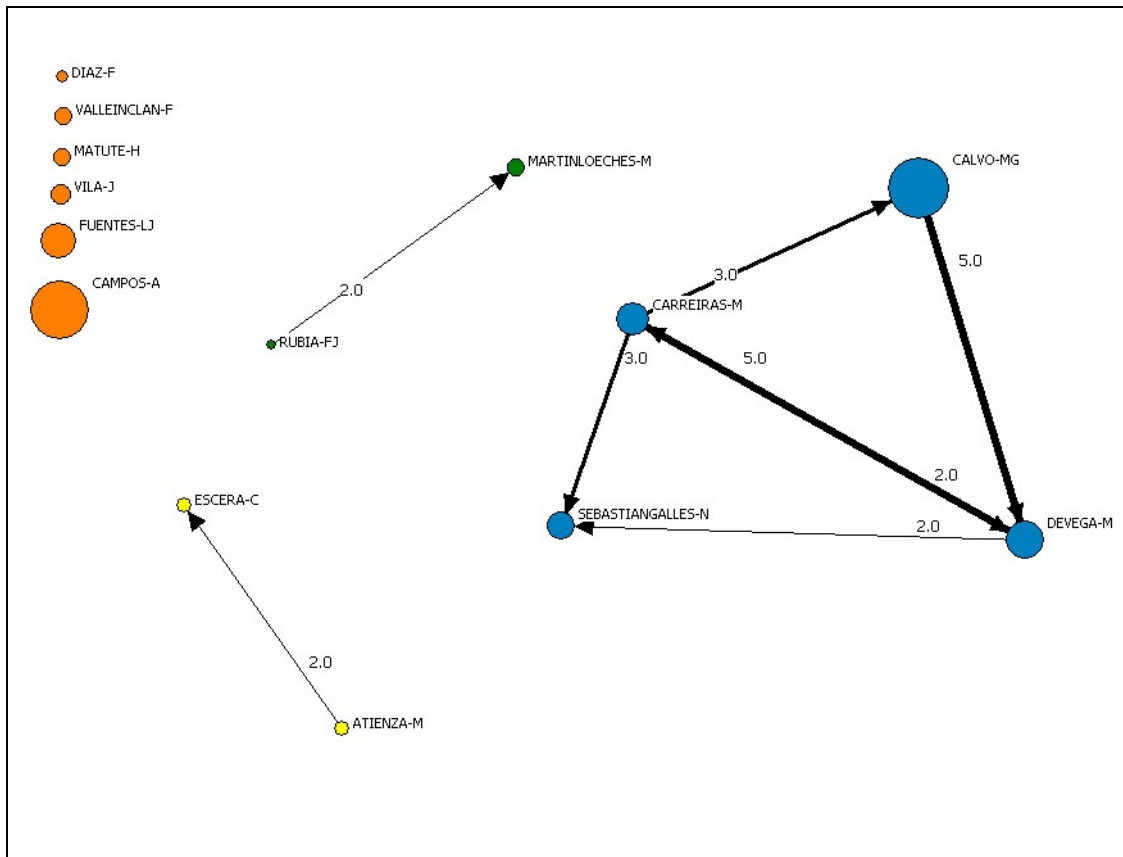 DIAZ-F
VALLEINCLAN-F
MATUTE-H
VILA-J
FUENTES-LJ
CAMPOS-A
MARTINLOECHES-M
2.0
RUBIA-FJ
CALVO-MG
3.0
5.0
CARREIRAS-M
3.0
5.0
2.0
ESCERA-C
SEBASTIANGALLES-N
2.0
DEVEGA-M
2.0
ATIENZA-M